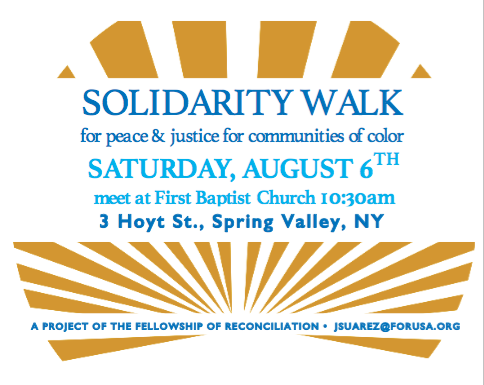 SOLIDARITY WALK
for peace & justice for communities of color
SATURDAY, AUGUST 6TH
meet at First Baptist Church 10:30am
3 Hoyt St., Spring Valley, NY
A PROJECT OF THE FELLOWSHIP OF RECONCILIATION • JSUAREZ@FORUSA.ORG